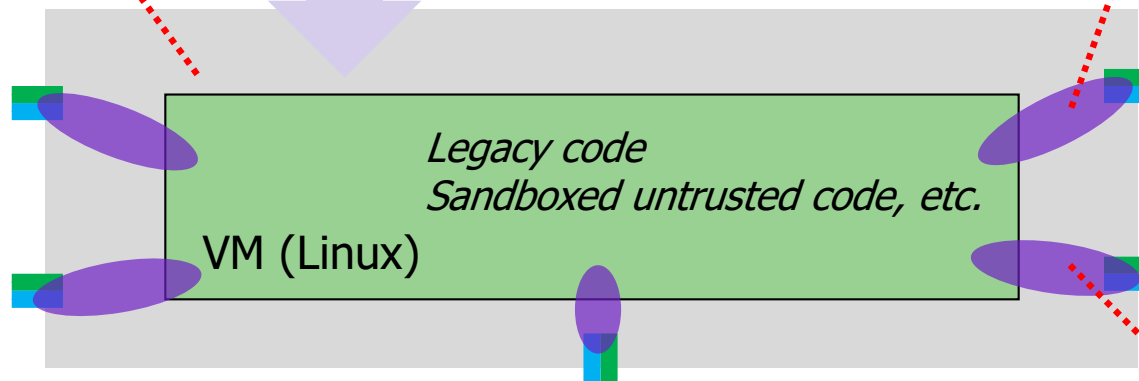 Legacy code
Sandboxed untrusted code, etc.
VM (Linux)